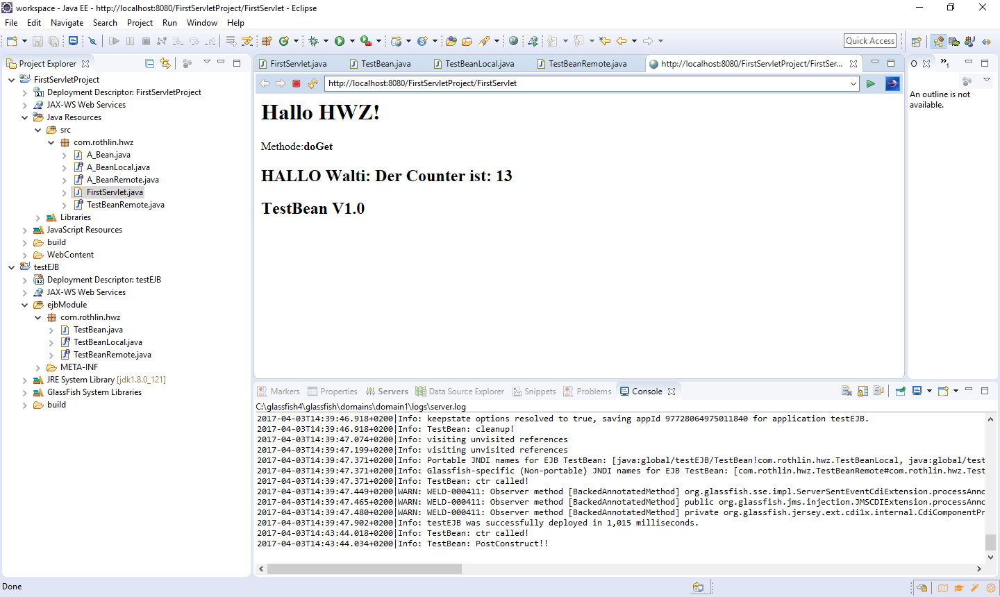 workspace - Java EE - http://localhost:8080/FirstServletProject/FirstServlet - Eclipse
File Edit Navigate Search Project Run Window Help
Quick Access
Project Explorer
FirstServletProject
Deployment Descriptor: FirstServletProject
JAX-WS Web Services
Java Resources
src
com.rothlin.hwz
A_Bean.java
A_BeanLocal.java
A_BeanRemote.java
FirstServlet.java
TestBeanRemote.java
Libraries
JavaScript Resources
build
WebContent
testEJB
Deployment Descriptor: testEJB
JAX-WS Web Services
ejbModule
com.rothlin.hwz
TestBean.java
TestBeanLocal.java
TestBeanRemote.java
META-INF
JRE System Library [jdk1.8.0_121]
GlassFish System Libraries
build
FirstServlet.java TestBean.java TestBeanLocal.java TestBeanRemote.java http://localhost:8080/FirstServletProject/FirstSer...
http://localhost:8080/FirstServletProject/FirstServlet
Hallo HWZ!
Methode:doGet
HALLO Walti: Der Counter ist: 13
TestBean V1.0
O »1
An outline is not
available.
Markers Properties Servers Data Source Explorer Snippets Problems Console
C:\glassfish4\glassfish\domains\domain1\logs\server.log
2017-04-03T14:39:46.918+0200|Info: keepstate options resolved to true, saving appId 97728064975011840 for application testEJB.
2017-04-03T14:39:46.918+0200|Info: TestBean: cleanup!
2017-04-03T14:39:47.074+0200|Info: visiting unvisited references
2017-04-03T14:39:47.199+0200|Info: visiting unvisited references
2017-04-03T14:39:47.371+0200|Info: Portable JNDI names for EJB TestBean: [java:global/testEJB/TestBean!com.rothlin.hwz.TestBeanLocal, java:global/test
2017-04-03T14:39:47.371+0200|Info: Glassfish-specific (Non-portable) JNDI names for EJB TestBean: [com.rothlin.hwz.TestBeanRemote#com.rothlin.hwz.Test
2017-04-03T14:39:47.371+0200|Info: TestBean: ctr called!
2017-04-03T14:39:47.449+0200|WARN: WELD-000411: Observer method [BackedAnnotatedMethod] org.glassfish.sse.impl.ServerSentEventCdiExtension.processAnno
2017-04-03T14:39:47.465+0200|WARN: WELD-000411: Observer method [BackedAnnotatedMethod] public org.glassfish.jms.injection.JMSCDIExtension.processAnno
2017-04-03T14:39:47.480+0200|WARN: WELD-000411: Observer method [BackedAnnotatedMethod] private org.glassfish.jersey.ext.cdi1x.internal.CdiComponentPr
2017-04-03T14:39:47.902+0200|Info: testEJB was successfully deployed in 1,015 milliseconds.
2017-04-03T14:43:44.018+0200|Info: TestBean: ctr called!
2017-04-03T14:43:44.034+0200|Info: TestBean: PostConstruct!!
Done